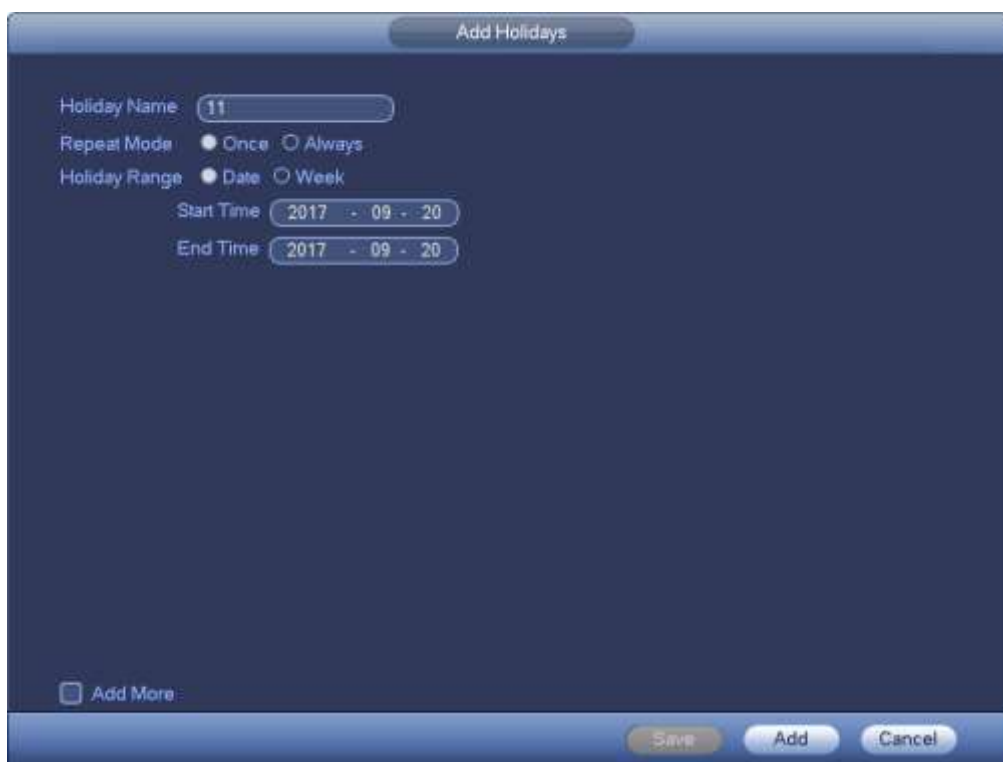 Add Holidays
Holiday Name 11
Repeat Mode Once Always
Holiday Range Date Week
Start Time 2017 - 09 - 20
End Time 2017 - 09 - 20
Add More
Save Add Cancel